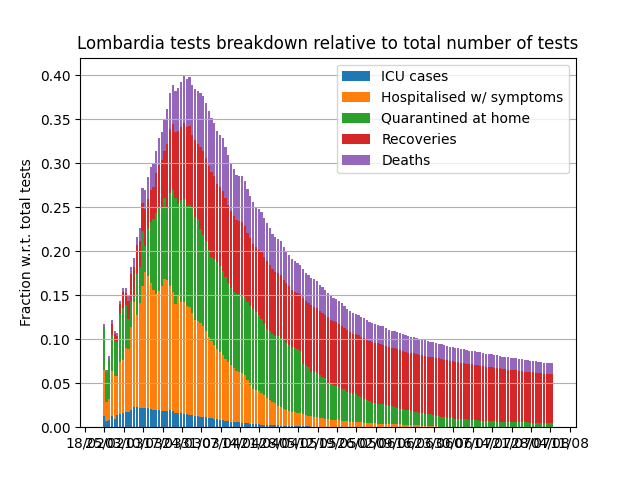 Lombardia tests breakdown relative to total number of tests
ICU cases
Hospitalised w/ symptoms
Quarantined at home
Recoveries
Deaths
0.40
0.35
0.30
0.25
0.20
0.15
0.10
0.05
0.00
Fraction w.r.t. total tests